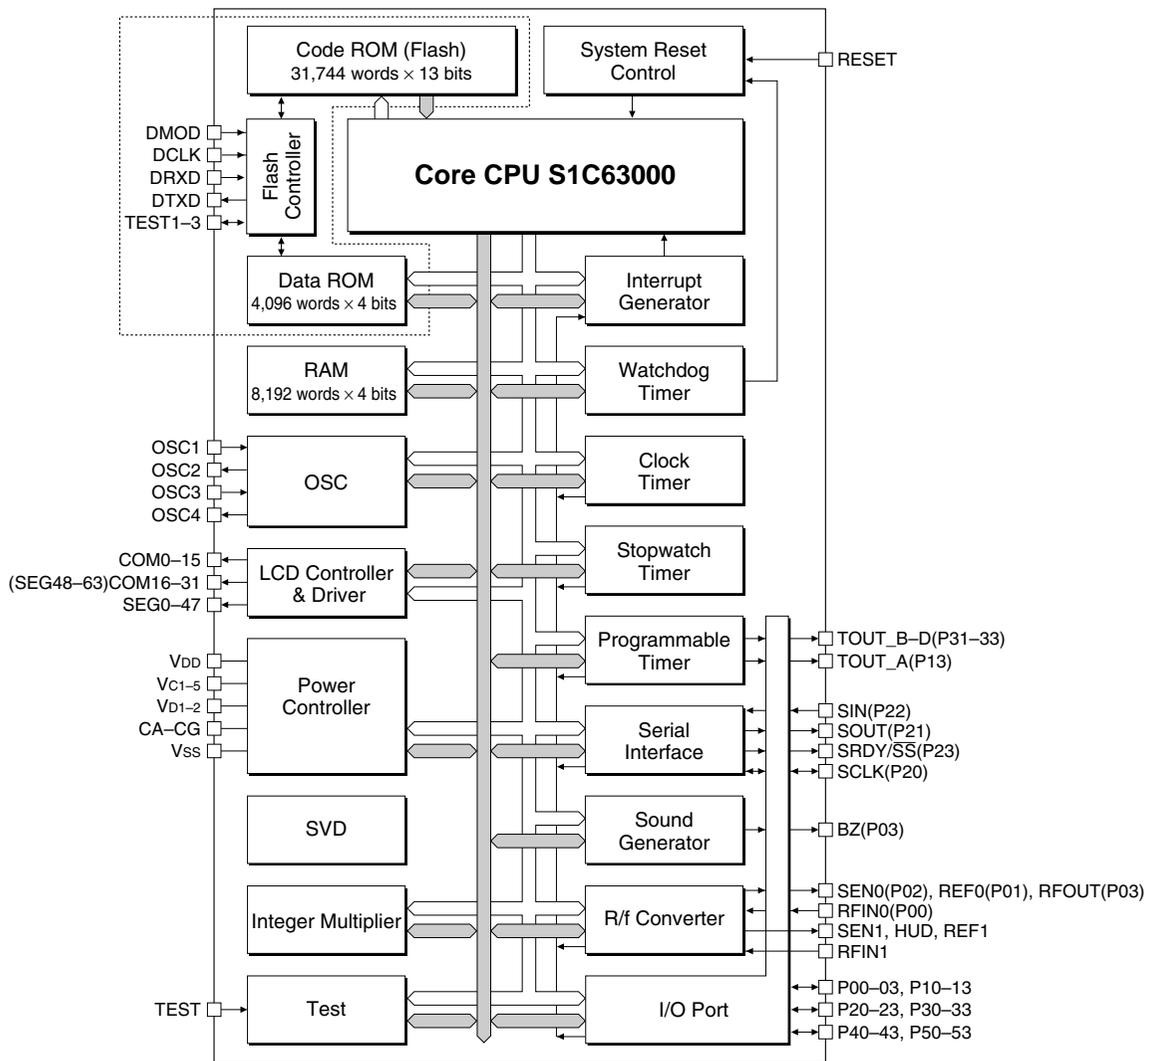 Code ROM (Flash)
31,744 words × 13 bits
System Reset
Control
RESET
DMOD
DCLK
DRXD
DTXD
TEST1–3
Flash
Controller
Core CPU S1C63000
Data ROM
4,096 words × 4 bits
Interrupt
Generator
RAM
8,192 words × 4 bits
Watchdog
Timer
OSC1
OSC2
OSC3
OSC4
OSC
Clock
Timer
COM0–15
(SEG48–63)COM16–31
SEG0–47
LCD Controller
& Driver
Stopwatch
Timer
Programmable
Timer
TOUT_B–D(P31–33)
TOUT_A(P13)
VDD
VC1–5
VD1–2
CA–CG
VSS
Power
Controller
Serial
Interface
SIN(P22)
SOUT(P21)
SRDY/S̅S̅(P23)
SCLK(P20)
SVD
Sound
Generator
BZ(P03)
Integer Multiplier
R/f Converter
SEN0(P02), REF0(P01), RFOUT(P03)
RFIN0(P00)
SEN1, HUD, REF1
RFIN1
TEST
Test
I/O Port
P00–03, P10–13
P20–23, P30–33
P40–43, P50–53